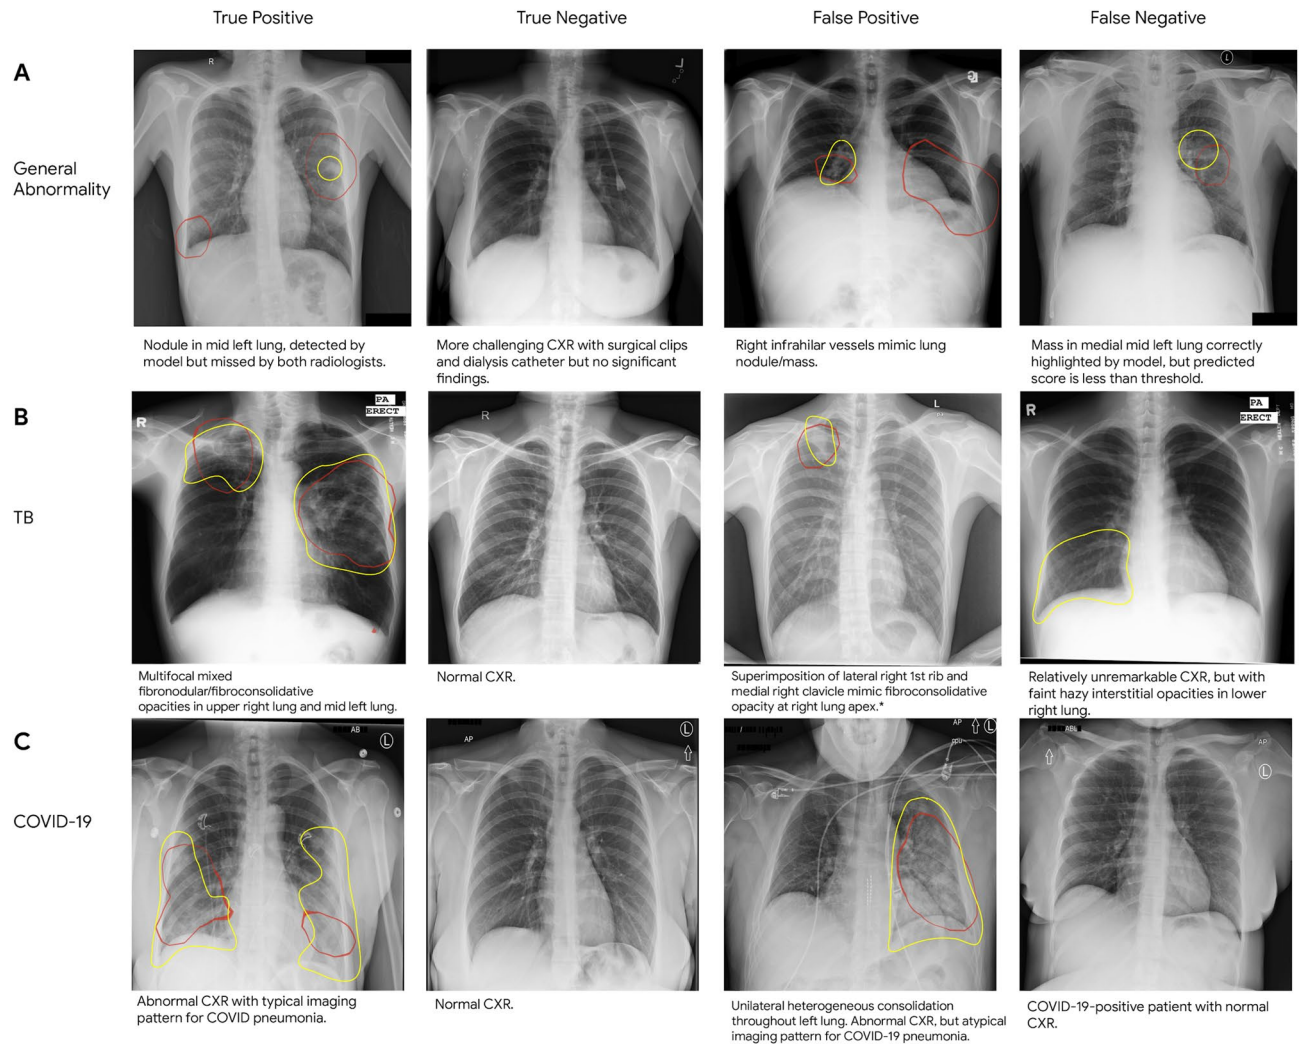 True Positive
True Negative
False Positive
False Negative
A
General
Abnormality
R
L
L
Nodule in mid left lung, detected by
model but missed by both radiologists.
More challenging CXR with surgical clips
and dialysis catheter but no significant
findings.
Right infrahilar vessels mimic lung
nodule/mass.
Mass in medial mid left lung correctly
highlighted by model, but predicted
score is less than threshold.
B
TB
R
PA
ERECT
R
L
R
PA
ERECT
Multifocal mixed
fibronodular/fibroconsolidative
opacities in upper right lung and mid left lung.
Normal CXR.
Superimposition of lateral right 1st rib and
medial right clavicle mimic fibroconsolidative
opacity at right lung apex.*
Relatively unremarkable CXR, but with
faint hazy interstitial opacities in lower
right lung.
C
COVID-19
AB
L
AP
L
AP
L
ABL
AP
L
Abnormal CXR with typical imaging
pattern for COVID pneumonia.
Normal CXR.
Unilateral heterogeneous consolidation
throughout left lung. Abnormal CXR, but atypical
imaging pattern for COVID-19 pneumonia.
COVID-19-positive patient with normal
CXR.